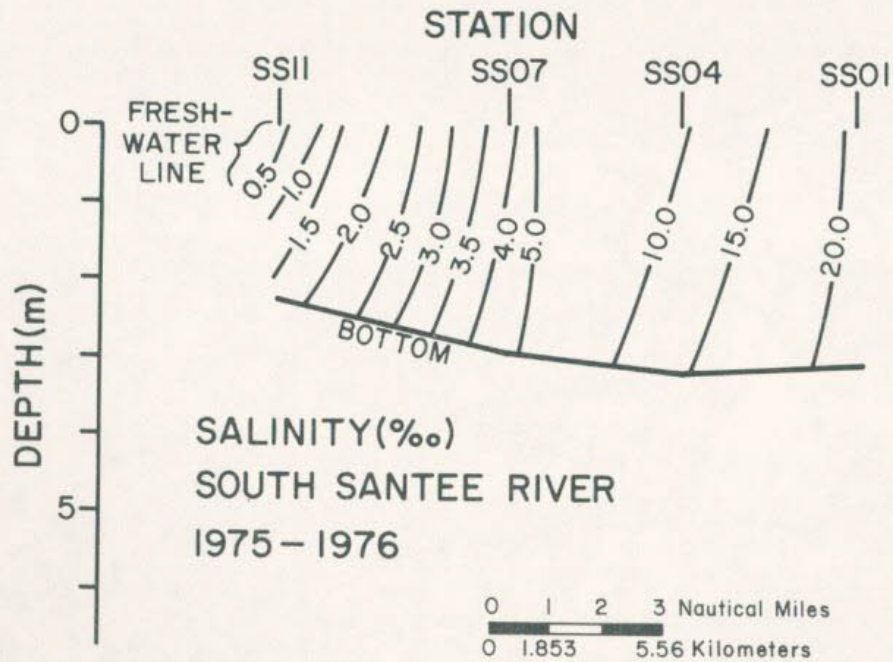 STATION
SS11 SS07 SS04 SS01
0
FRESH-
WATER
LINE
0.5 1.0 1.5 2.0 2.5 3.0 3.5 4.0 5.0 10.0 15.0 20.0
BOTTOM
DEPTH(m)
5
SALINITY(‰)
SOUTH SANTEE RIVER
1975-1976
0 1 2 3 Nautical Miles
0 1.853 5.56 Kilometers